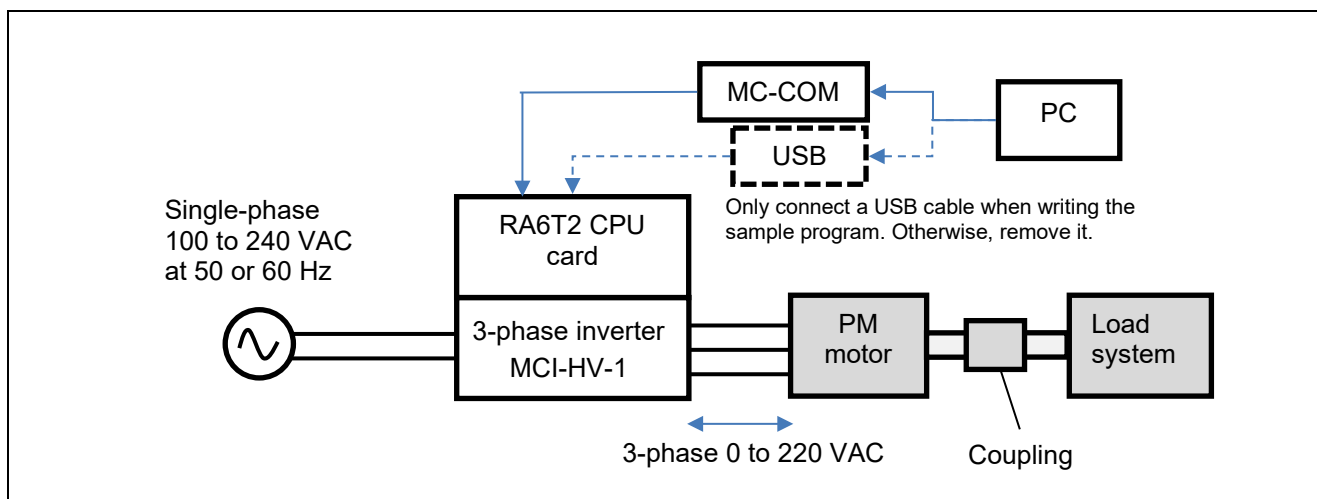 MC-COM
PC
USB
Only connect a USB cable when writing the
sample program. Otherwise, remove it.
Single-phase
100 to 240 VAC
at 50 or 60 Hz
RA6T2 CPU
card
3-phase inverter
MCI-HV-1
PM
motor
Load
system
3-phase 0 to 220 VAC
Coupling